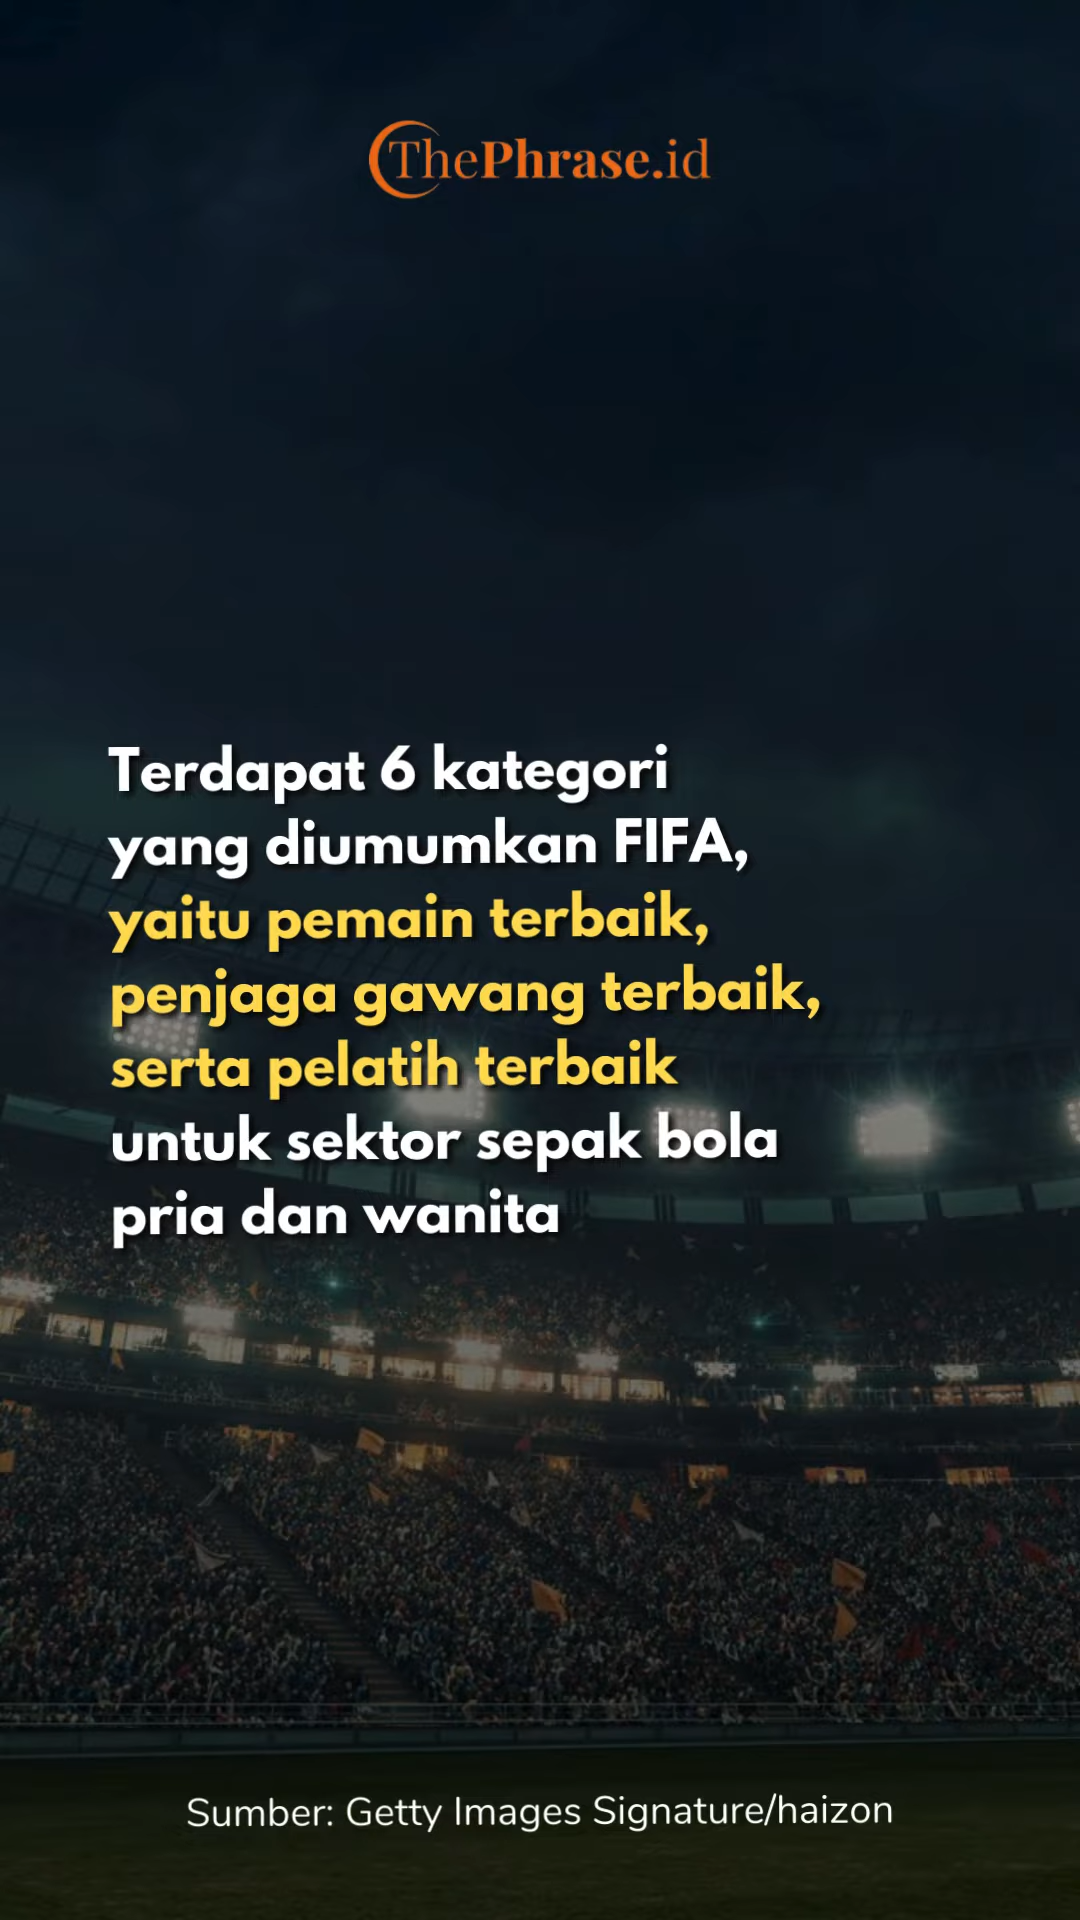 ThePhrase.id
Terdapat 6 kategori
yang diumumkan FIFA,
yaitu pemain terbaik,
penjaga gawang terbaik,
serta pelatih terbaik
untuk sektor sepak bola
pria dan wanita
Sumber: Getty Images Signature/haizon